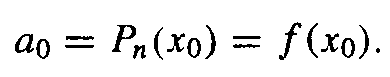 a₀ = Pₙ(x₀) = f(x₀).